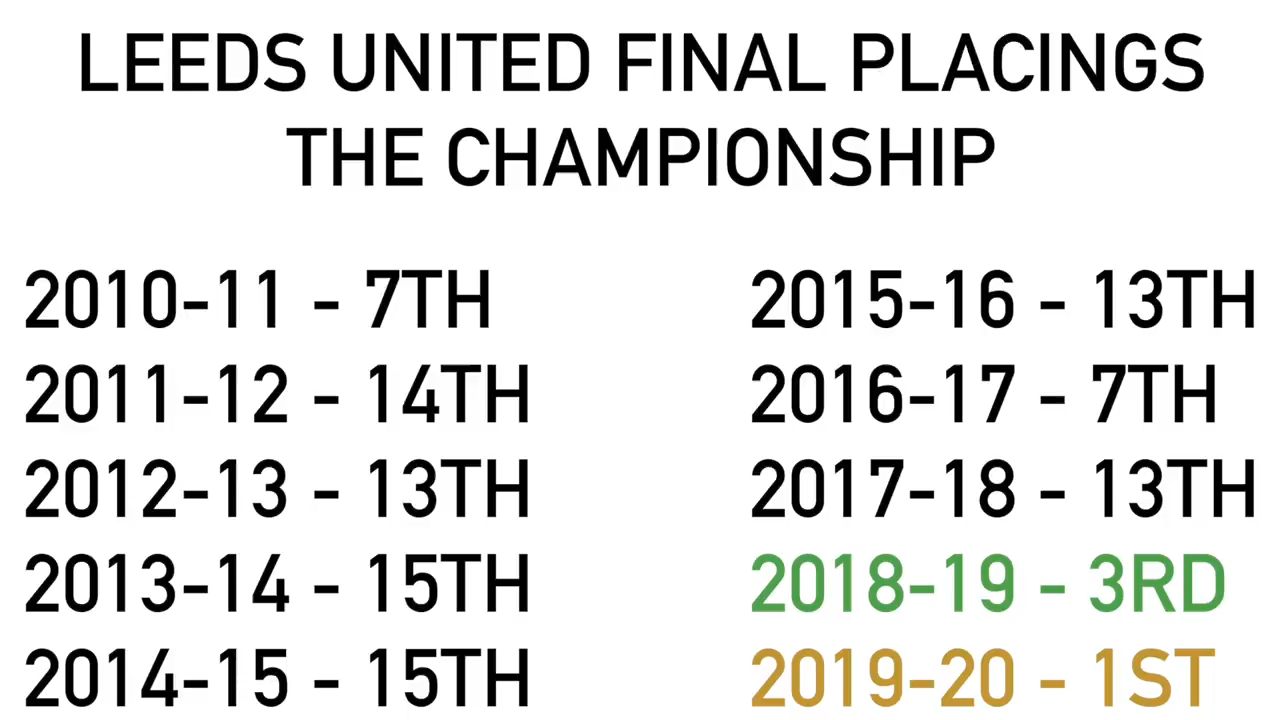 LEEDS UNITED FINAL PLACINGS
THE CHAMPIONSHIP
2010-11 - 7TH
2011-12 - 14TH
2012-13 - 13TH
2013-14 - 15TH
2014-15 - 15TH
2015-16 - 13TH
2016-17 - 7TH
2017-18 - 13TH
2018-19 - 3RD
2019-20 - 1ST